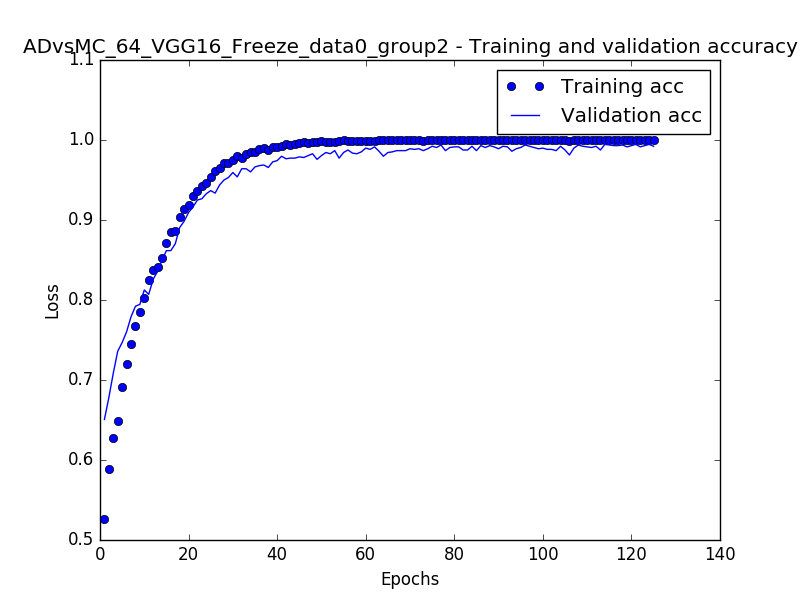 ADvsMC_64_VGG16_Freeze_data0_group2 - Training and validation accuracy
1.1
Training acc
Validation acc
1.0
0.9
0.8
Loss
0.7
0.6
0.5
0 20 40 60 80 100 120 140
Epochs